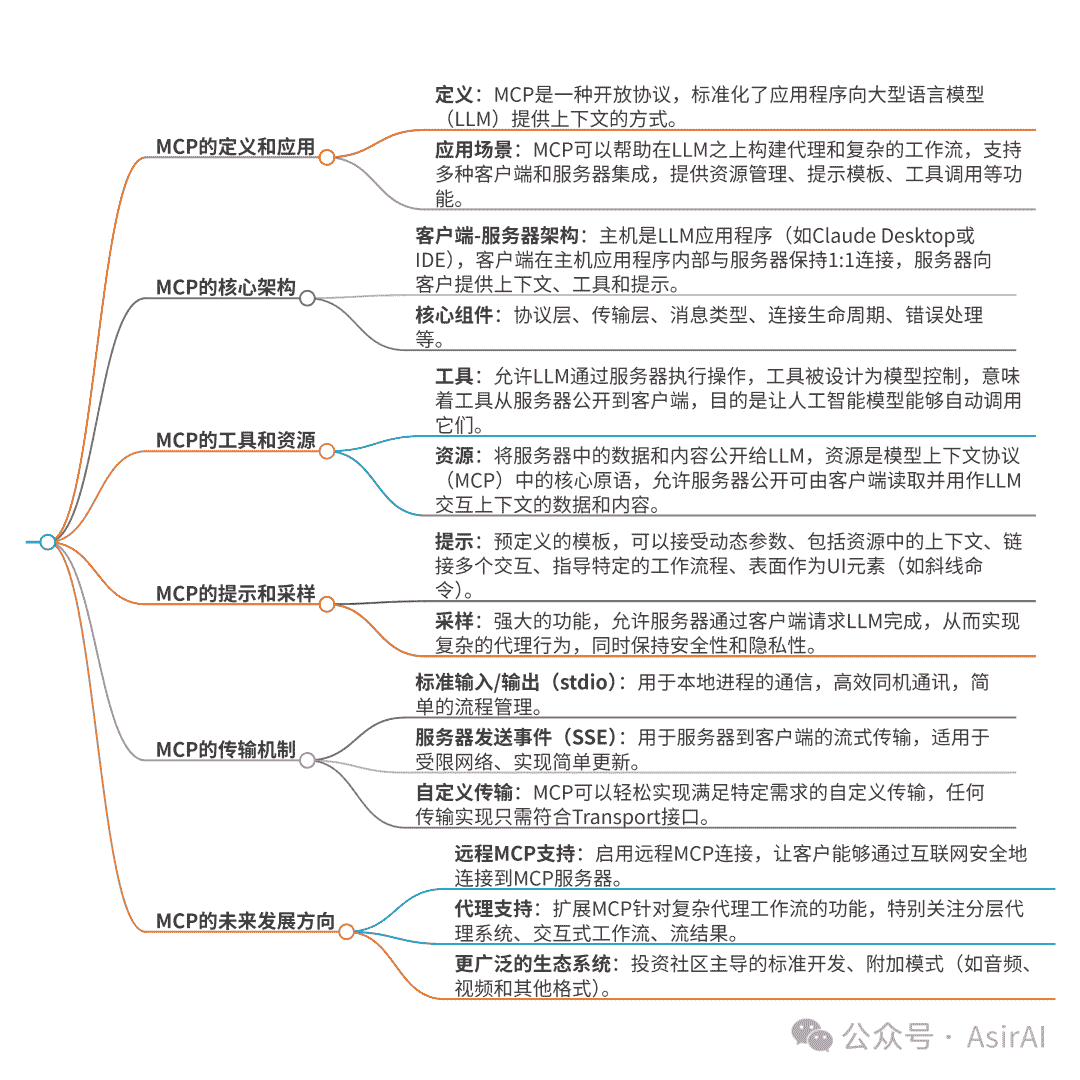 MCP的定义和应用
定义：MCP是一种开放协议，标准化了应用程序向大型语言模型
（LLM）提供上下文的方式。
应用场景：MCP可以帮助在LLM之上构建代理和复杂的工作流，支持
多种客户端和服务器集成，提供资源管理、提示模板、工具调用等功
能。
MCP的核心架构
客户端-服务器架构：主机是LLM应用程序（如Claude Desktop或
IDE），客户端在主机应用程序内部与服务器保持1:1连接，服务器向
客户提供上下文、工具和提示。
核心组件：协议层、传输层、消息类型、连接生命周期、错误处理
等。
MCP的工具和资源
工具：允许LLM通过服务器执行操作，工具被设计为模型控制，意味
着工具从服务器公开到客户端，目的是让人工智能模型能够自动调用
它们。
资源：将服务器中的数据和内容公开给LLM，资源是模型上下文协议
（MCP）中的核心原语，允许服务器公开可由客户端读取并用作LLM
交互上下文的数据和内容。
MCP的提示和采样
提示：预定义的模板，可以接受动态参数、包括资源中的上下文、链
接多个交互、指导特定的工作流程、表面作为UI元素（如斜线命
令）。
采样：强大的功能，允许服务器通过客户端请求LLM完成，从而实现
复杂的代理行为，同时保持安全性和隐私性。
MCP的传输机制
标准输入/输出（stdio）：用于本地进程的通信，高效同机通讯，简
单的流程管理。
服务器发送事件（SSE）：用于服务器到客户端的流式传输，适用于
受限网络、实现简单更新。
自定义传输：MCP可以轻松实现满足特定需求的自定义传输，任何
传输实现只需符合Transport接口。
MCP的未来发展方向
远程MCP支持：启用远程MCP连接，让客户能够通过互联网安全地
连接到MCP服务器。
代理支持：扩展MCP针对复杂代理工作流的功能，特别关注分层代
理系统、交互式工作流、流结果。
更广泛的生态系统：投资社区主导的标准开发、附加模式（如音频、
视频和其他格式）。
公众号 · AsirAI